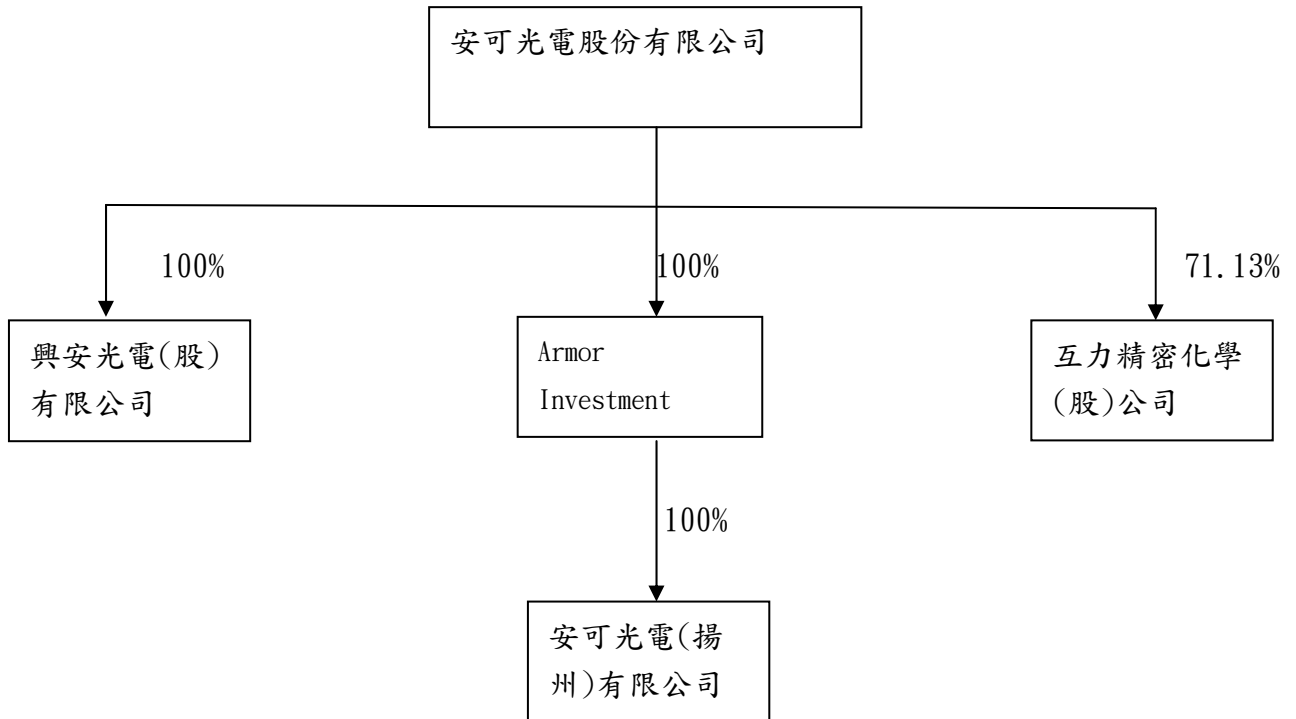 安可光電股份有限公司
100%
100%
71.13%
興安光電(股)
有限公司
Armor
Investment
互力精密化學
(股)公司
100%
安可光電(揚
州)有限公司